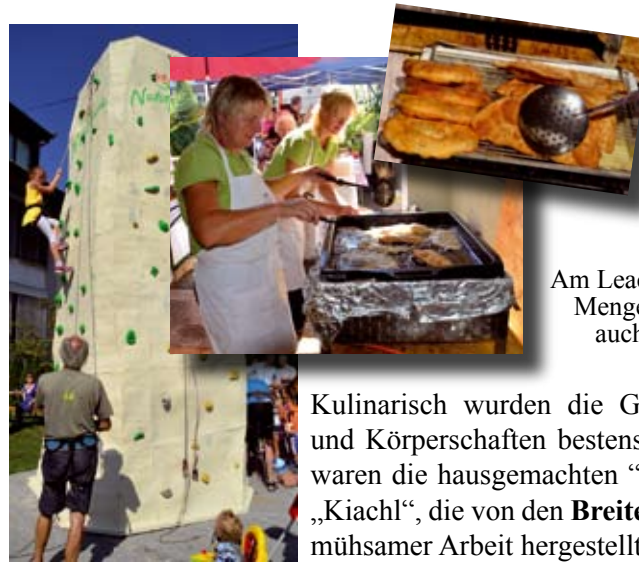 Am Lead
Menge
auch
Kulinarisch wurden die G
und Körperschaften bestens
waren die hausgemachten “
„Kiachl“, die von den Breite
mühsamer Arbeit hergestellt